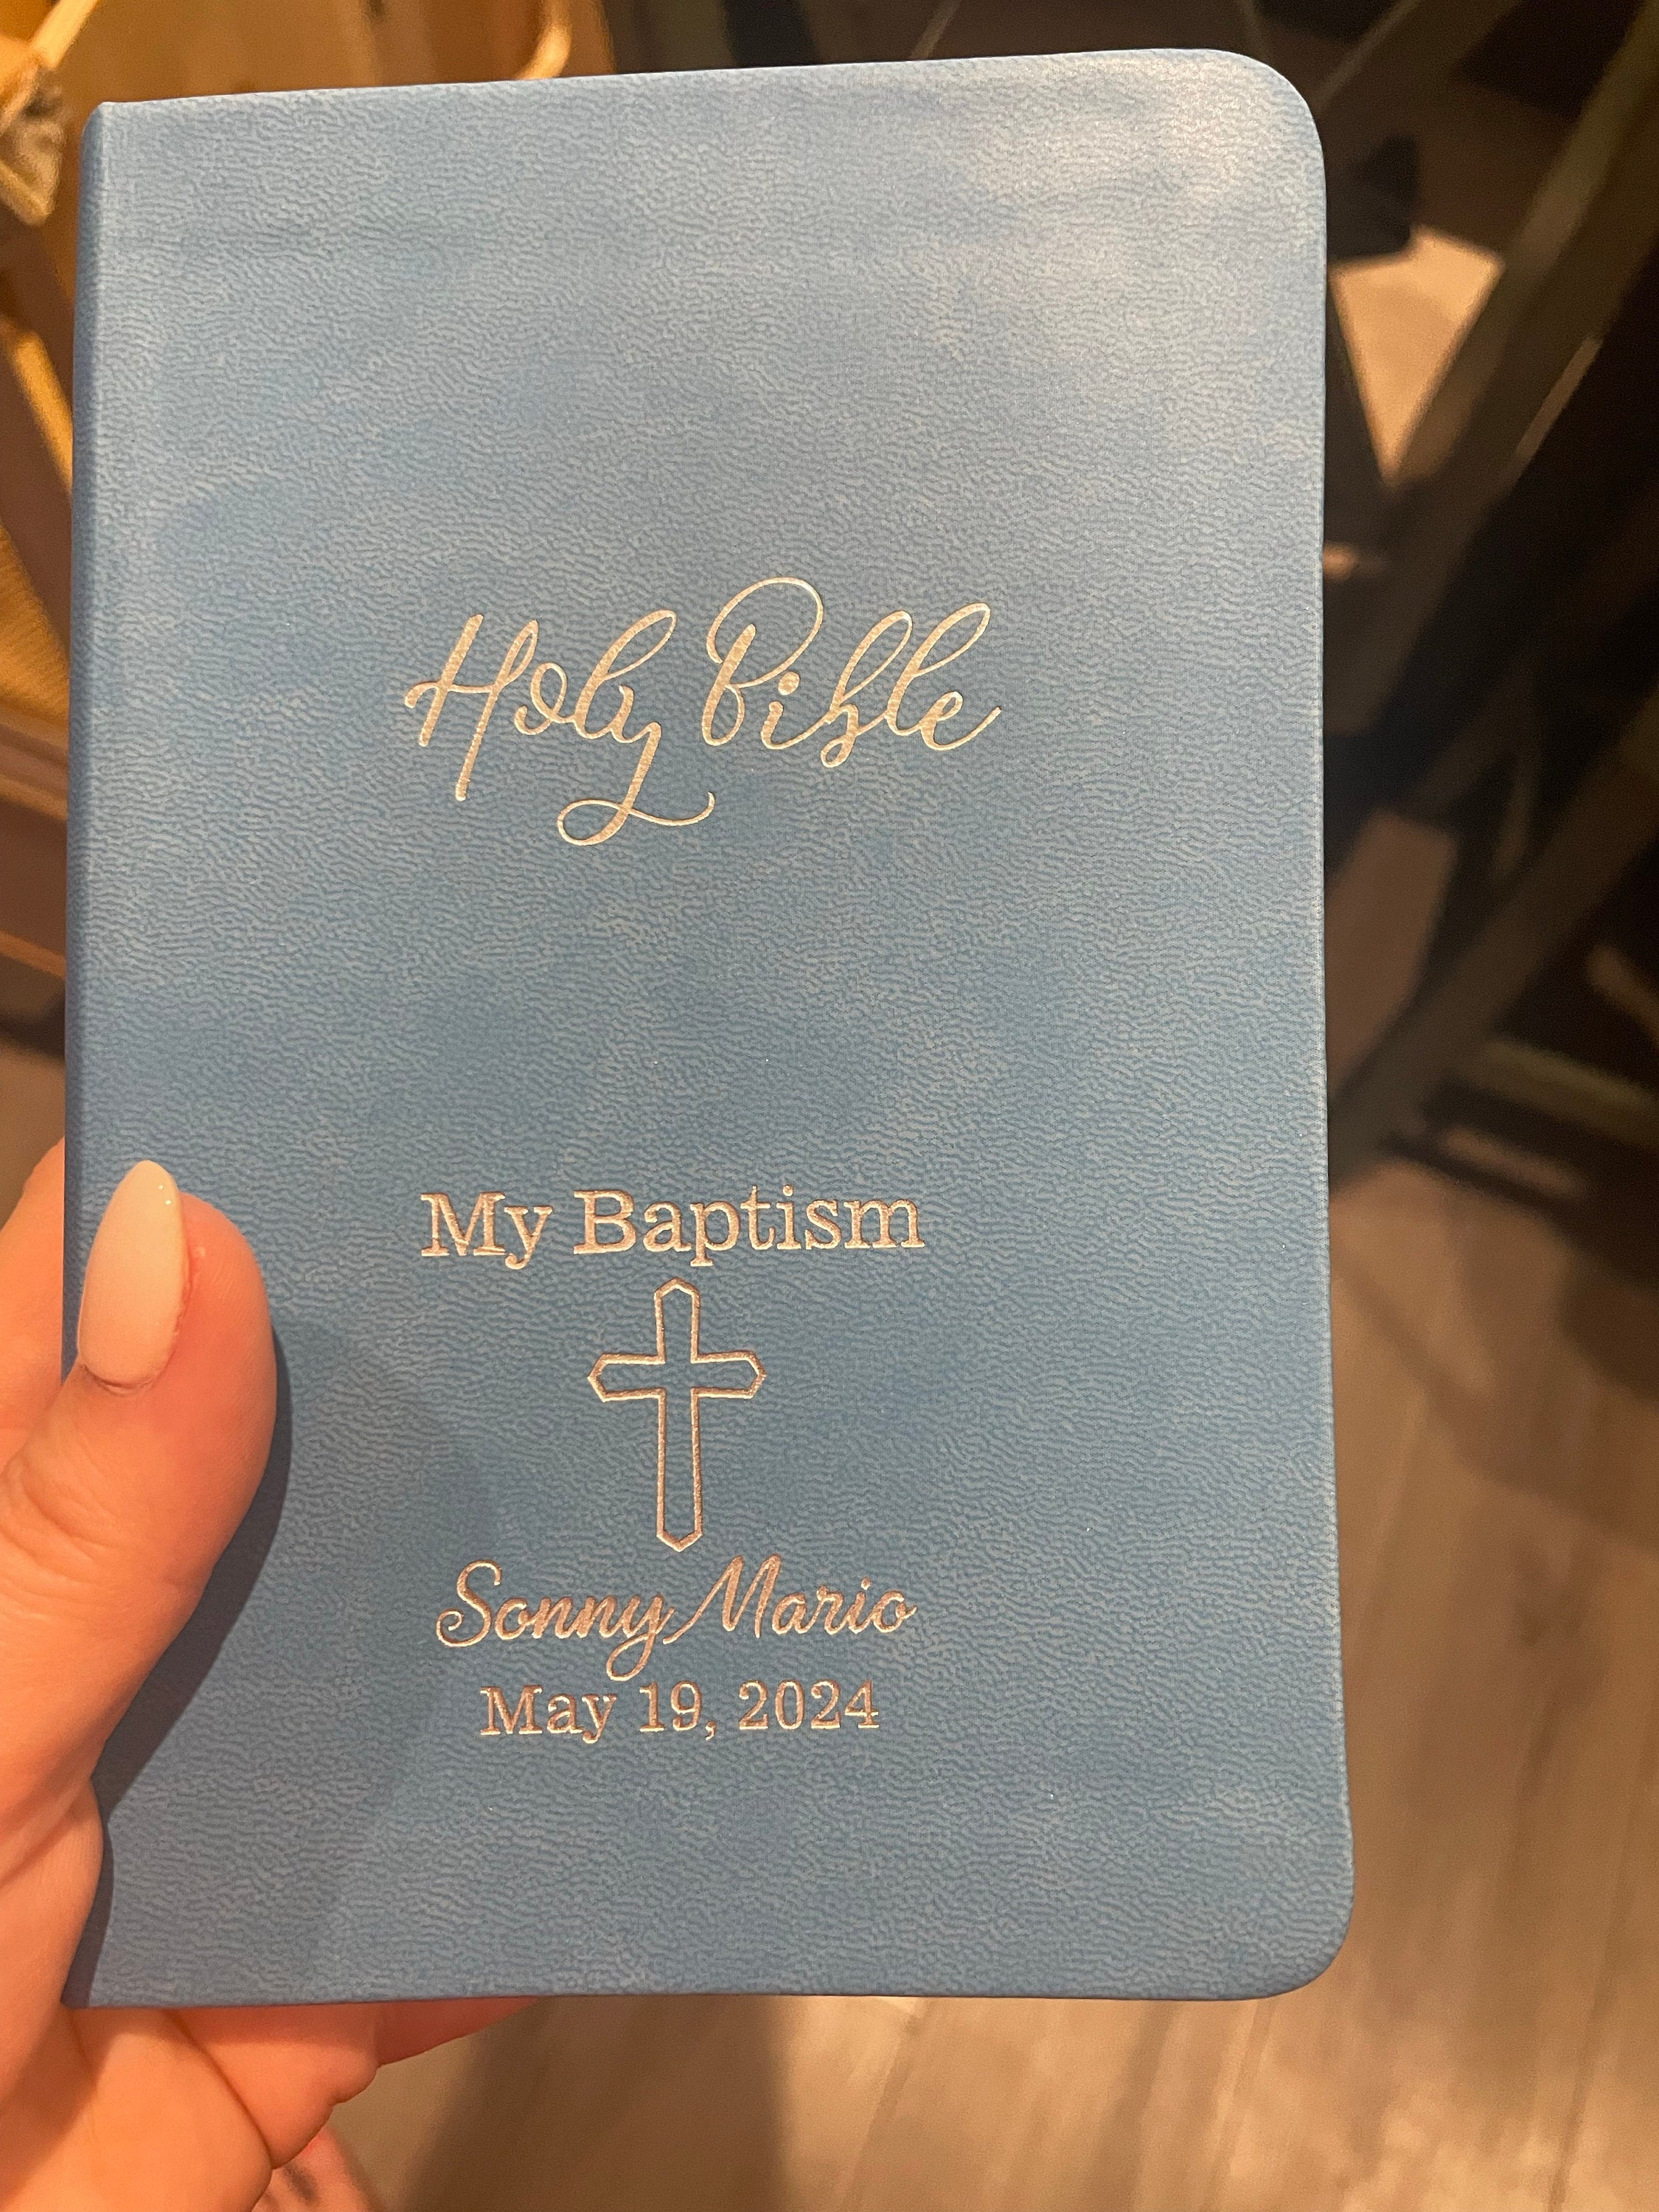 Holy Bible
My Baptism
Sonny Mario
May 19, 2024